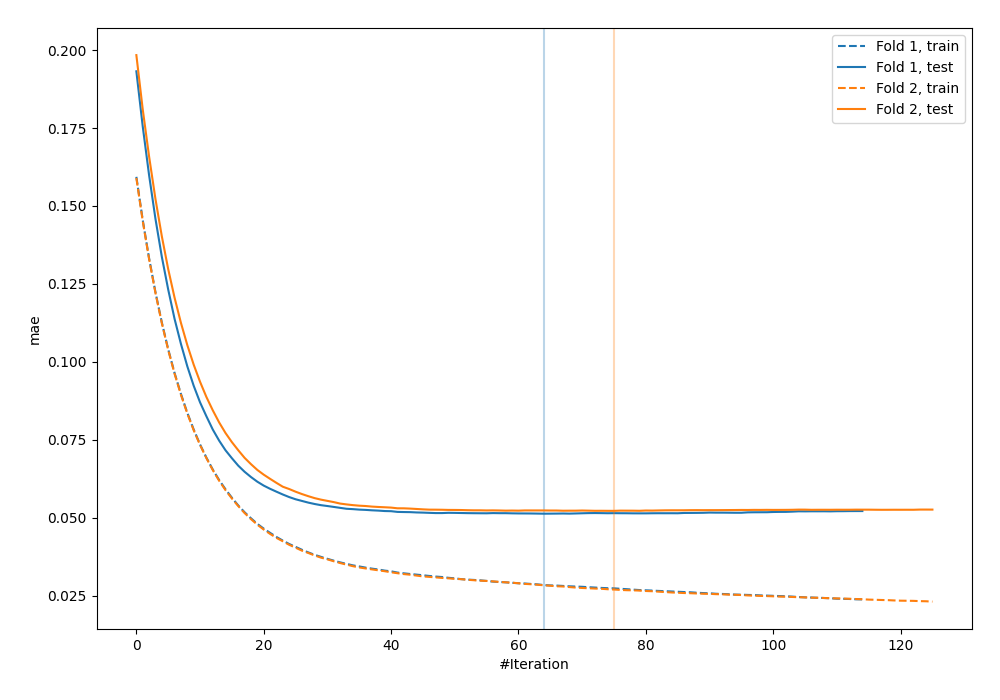 Fold 1, train
Fold 1, test
Fold 2, train
Fold 2, test
mae
0.200
0.175
0.150
0.125
0.100
0.075
0.050
0.025
0 20 40 60 80 100 120
#Iteration